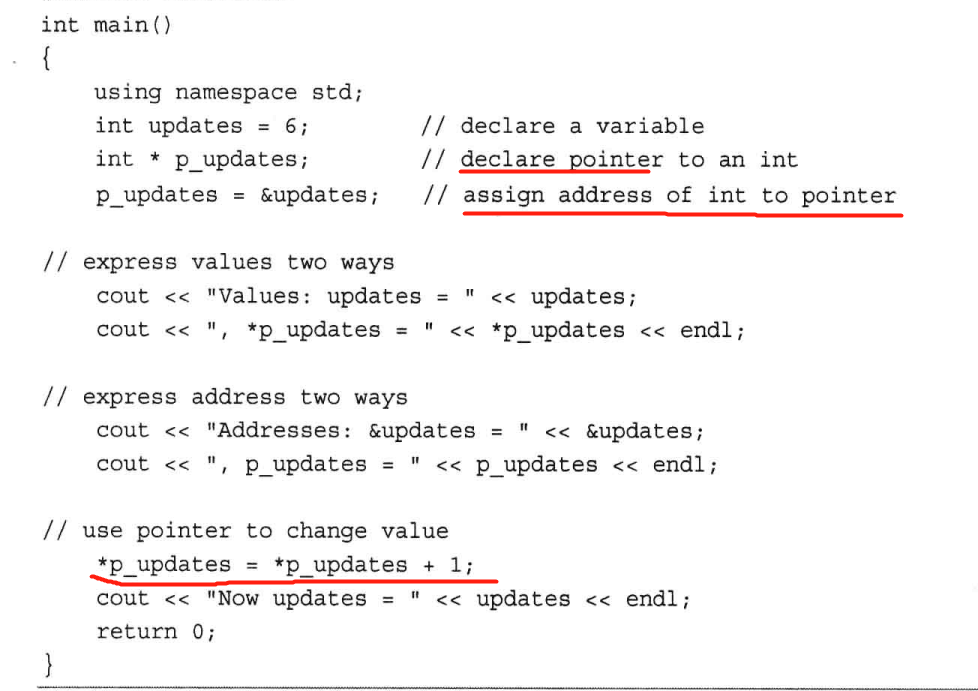 int main()
{
using namespace std;
int updates = 6; // declare a variable
int * p_updates; // declare pointer to an int
p_updates = &updates; // assign address of int to pointer
// express values two ways
cout << "Values: updates = " << updates;
cout << ", *p_updates = " << *p_updates << endl;
// express address two ways
cout << "Addresses: &updates = " << &updates;
cout << ", p_updates = " << p_updates << endl;
// use pointer to change value
*p_updates = *p_updates + 1;
cout << "Now updates = " << updates << endl;
return 0;
}